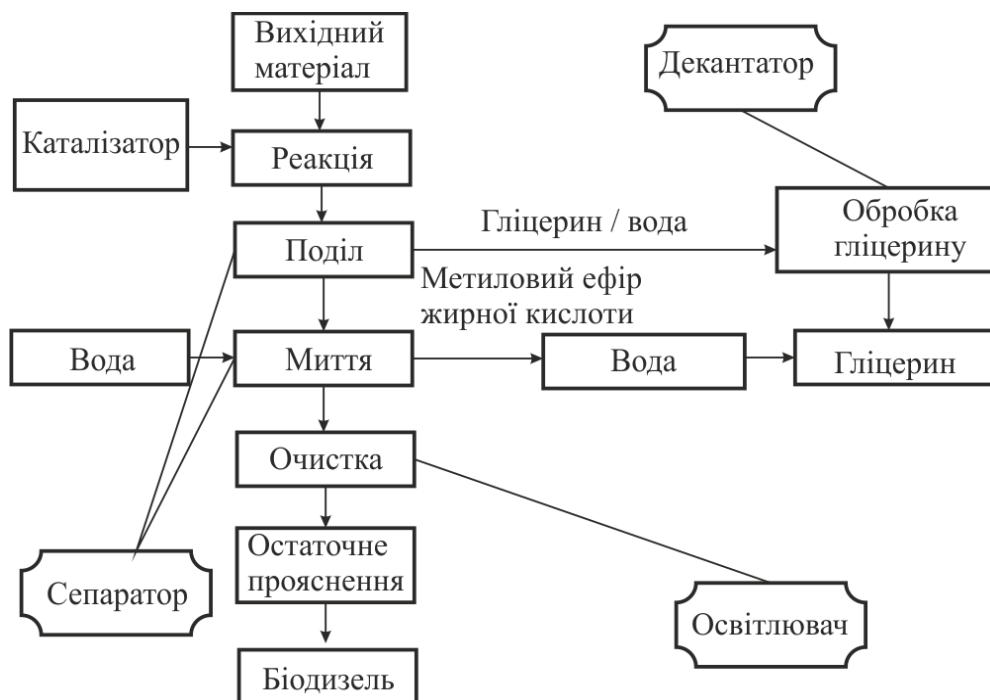 Вихідний
матеріал
Декантатор
Каталізатор
Реакція
Обробка
гліцерину
Гліцерин / вода
Поділ
Метиловий ефір
жирної кислоти
Вода
Миття
Вода
Гліцерин
Очистка
Остаточне
прояснення
Сепаратор
Освітлювач
Біодизель